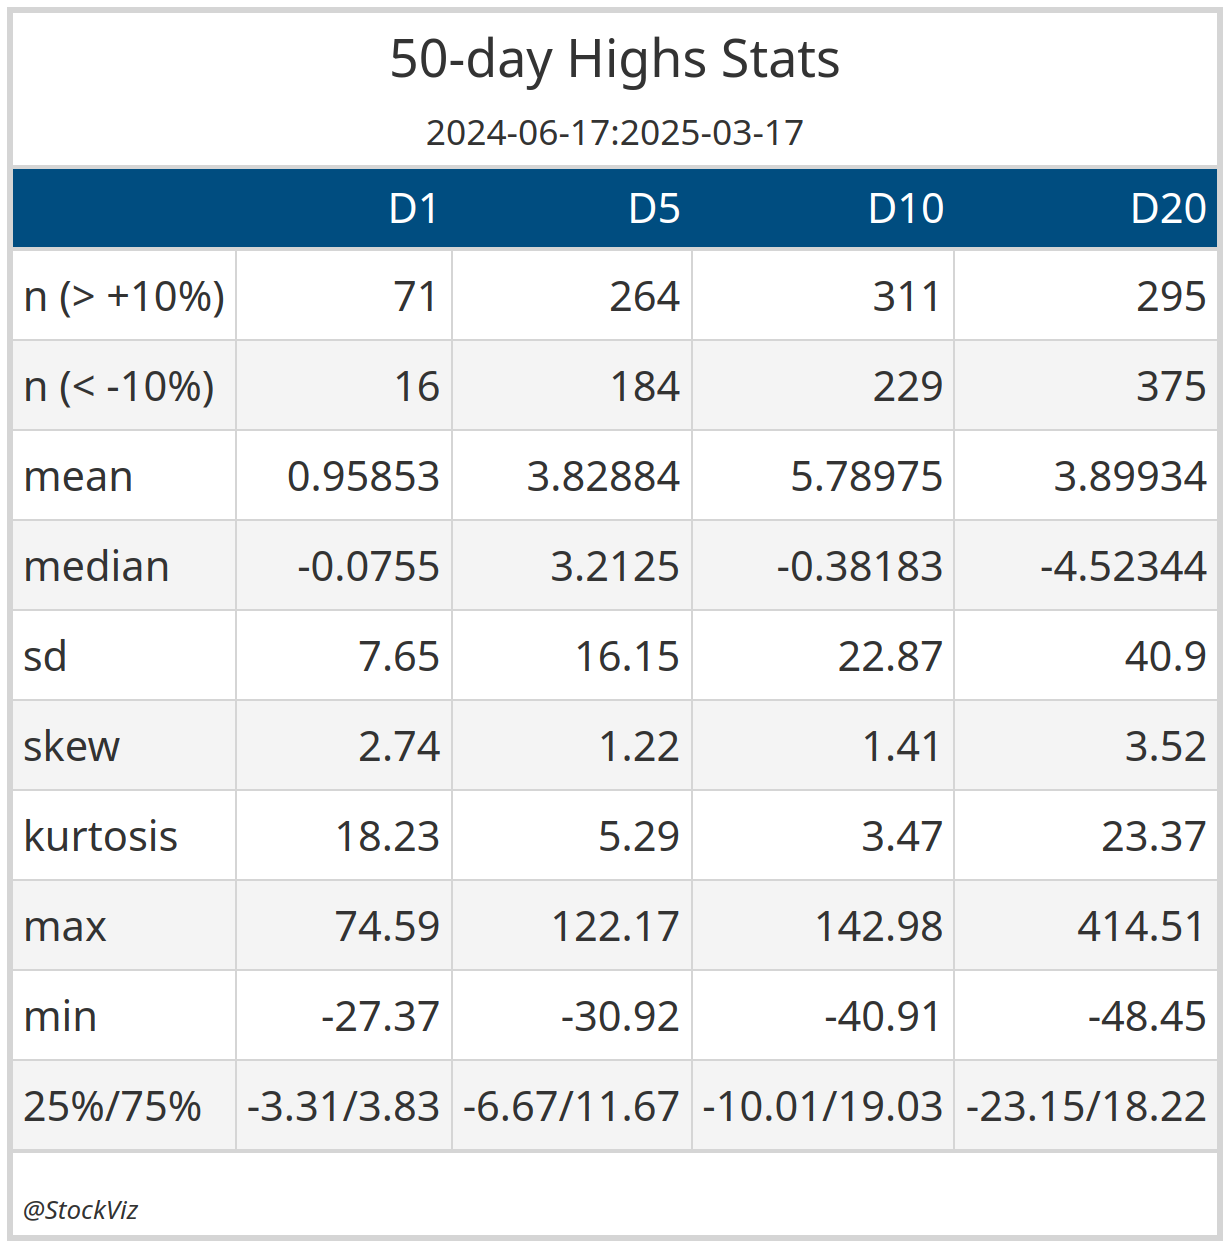 50-day Highs Stats
2024-06-17:2025-03-17
D1 D5 D10 D20
n (> +10%) 71 264 311 295
n (< -10%) 16 184 229 375
mean 0.95853 3.82884 5.78975 3.89934
median -0.0755 3.2125 -0.38183 -4.52344
sd 7.65 16.15 22.87 40.9
skew 2.74 1.22 1.41 3.52
kurtosis 18.23 5.29 3.47 23.37
max 74.59 122.17 142.98 414.51
min -27.37 -30.92 -40.91 -48.45
25%/75% -3.31/3.83 -6.67/11.67 -10.01/19.03 -23.15/18.22
@StockViz